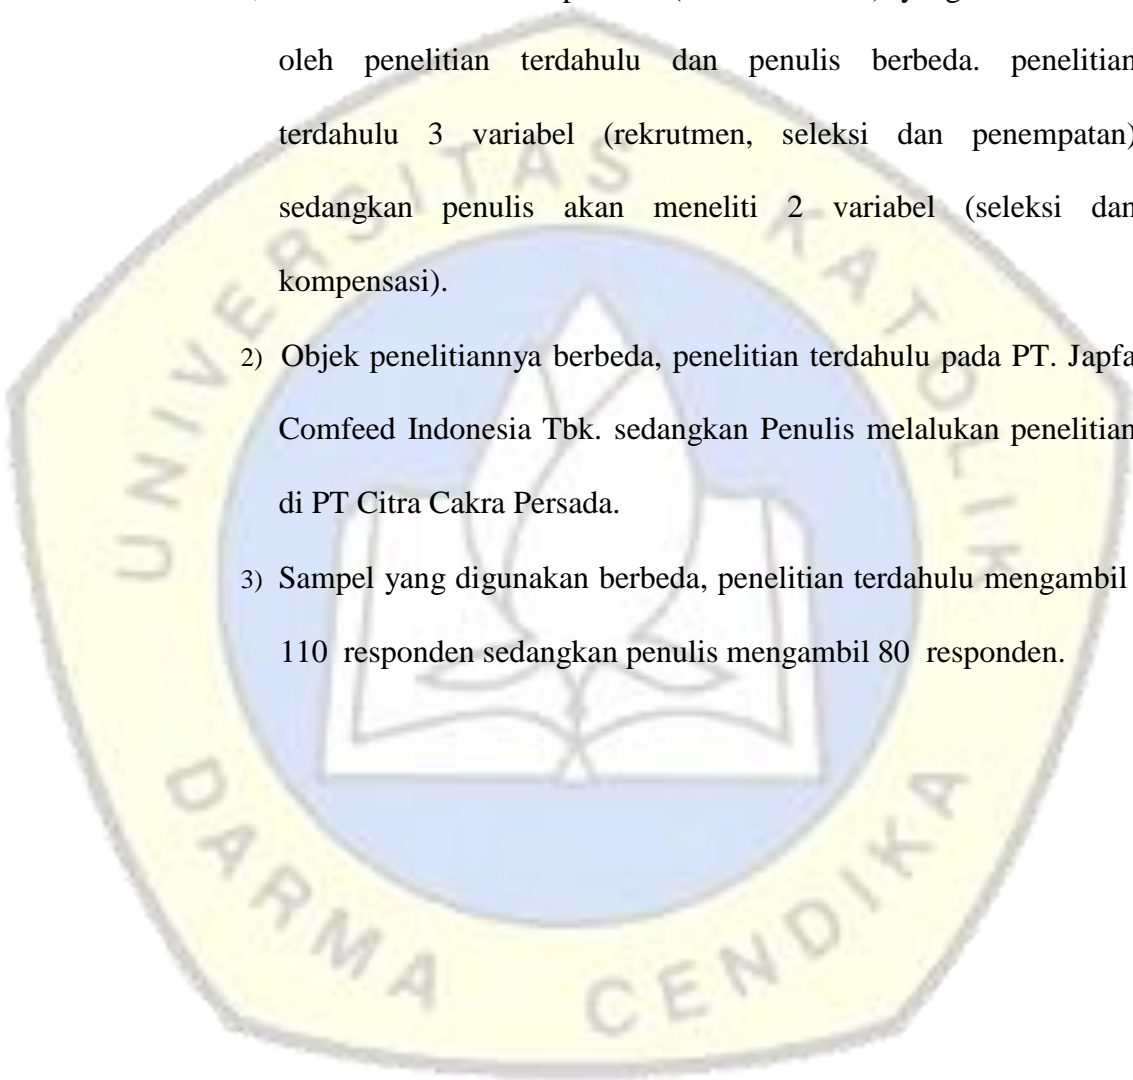 oleh penelitian terdahulu dan penulis berbeda. penelitian
terdahulu 3 variabel (rekrutmen, seleksi dan penempatan)
sedangkan penulis akan meneliti 2 variabel (seleksi dan
kompensasi).
2) Objek penelitiannya berbeda, penelitian terdahulu pada PT. Japfa
Comfeed Indonesia Tbk. sedangkan Penulis melalukan penelitian
di PT Citra Cakra Persada.
3) Sampel yang digunakan berbeda, penelitian terdahulu mengambil
110 responden sedangkan penulis mengambil 80 responden.
UNIVERSITAS KATOLIK
DARMA CENDIKA